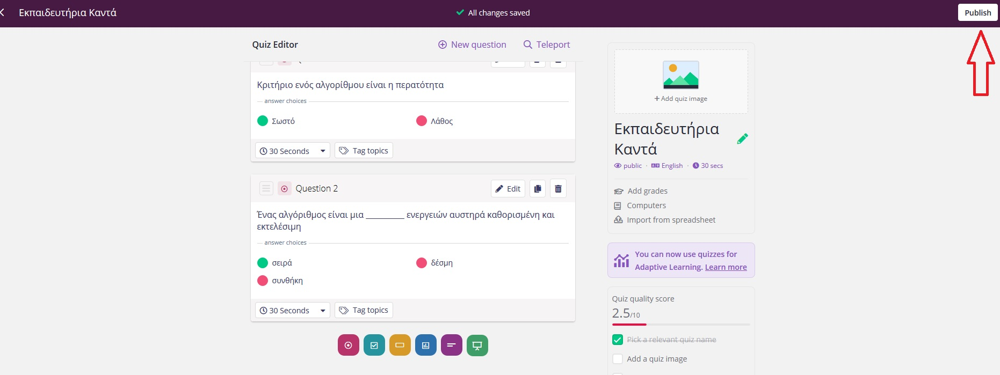 Εκπαιδευτήρια Καντά
All changes saved
Publish
Quiz Editor
New question
Teleport
Κριτήριο ενός αλγορίθμου είναι η περατότητα
answer choices
Σωστό
Λάθος
30 Seconds
Tag topics
Question 2
Edit
Ένας αλγόριθμος είναι μια __________ ενεργειών αυστηρά καθορισμένη και
εκτελέσιμη
answer choices
σειρά
δέσμη
συνθήκη
30 Seconds
Tag topics
+ Add quiz image
Εκπαιδευτήρια
Καντά
public · English · 30 secs
Add grades
Computers
Import from spreadsheet
You can now use quizzes for
Adaptive Learning. Learn more
Quiz quality score
2.5/10
Pick a relevant quiz name
Add a quiz image